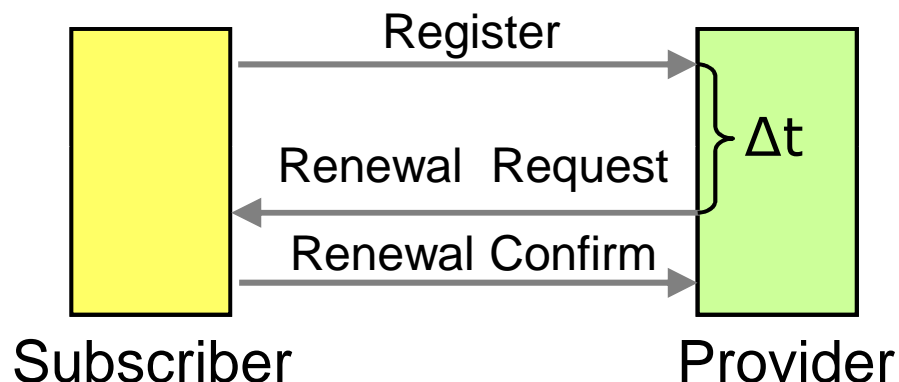 Register
Δt
Renewal Request
Renewal Confirm
Subscriber
Provider